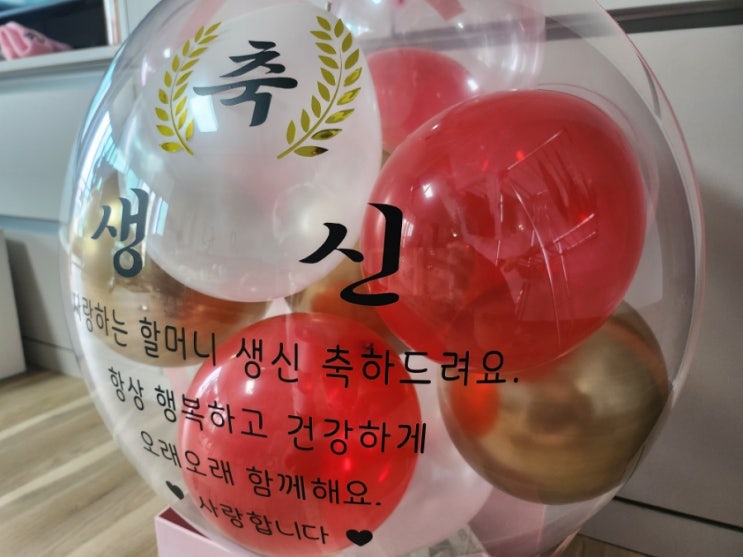 축
생 신
사랑하는 할머니 생신 축하드려요.
항상 행복하고 건강하게
오래오래 함께해요.
♥ 사랑합니다 ♥